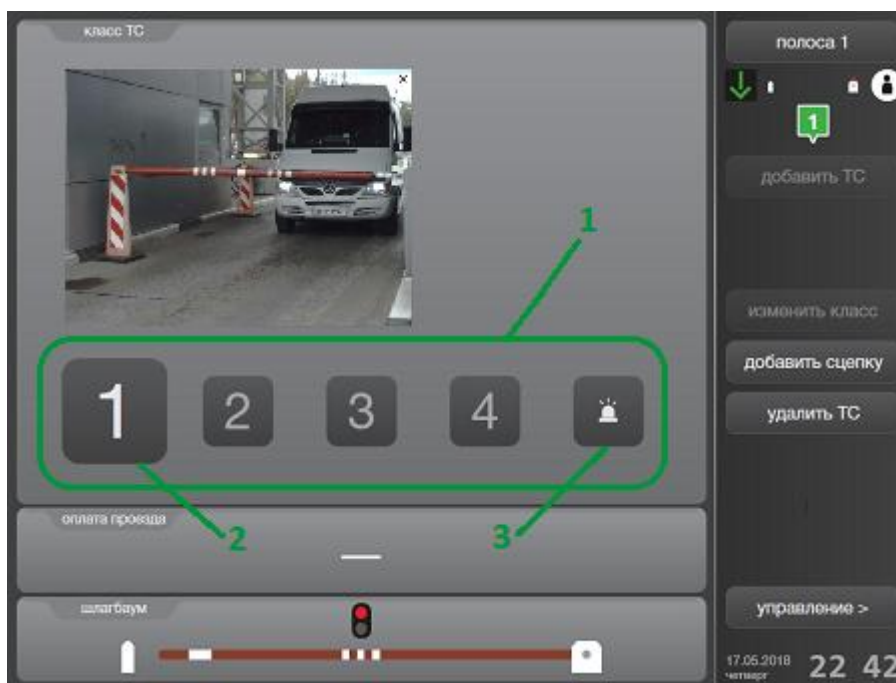 класс ТС
полоса 1
1
добавить ТС
1
изменить класс
добавить сцепку
1 2 3 4
удалить ТС
2
3
оплата проезда
шлагбаум
управление >
17.05.2018
четверг
22 42